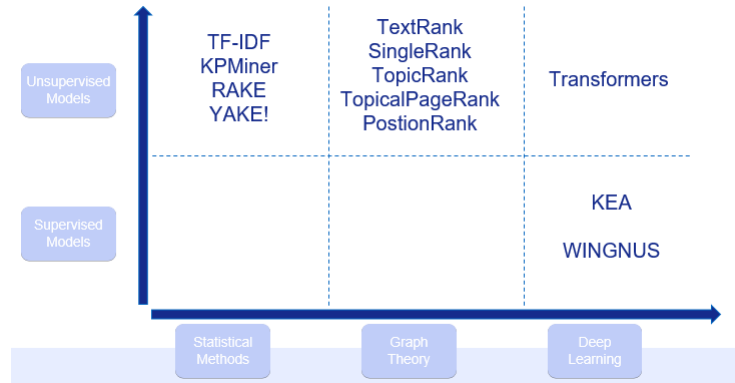 Unsupervised
Models
TF-IDF
KPMiner
RAKE
YAKE!
TextRank
SingleRank
TopicRank
TopicalPageRank
PostionRank
Transformers
Supervised
Models
KEA
WINGNUS
Statistical
Methods
Graph
Theory
Deep
Learning